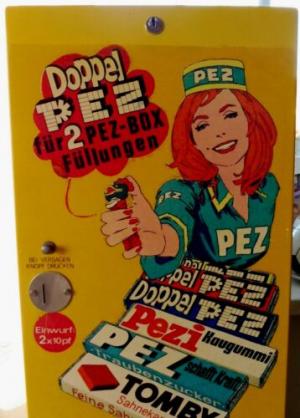 Doppel
PEZ
für 2 PEZ-BOX
Füllungen
PEZ
PEZ
PEZ
BEI VERSAGEN
KNOPF DRÜCKEN
Einwurf:
2x10pf
Doppel PEZ
Doppel PEZ
Pezi Kaugummi
PEZ schafft Kraft
Traubenzucker
TOMBY
Feine